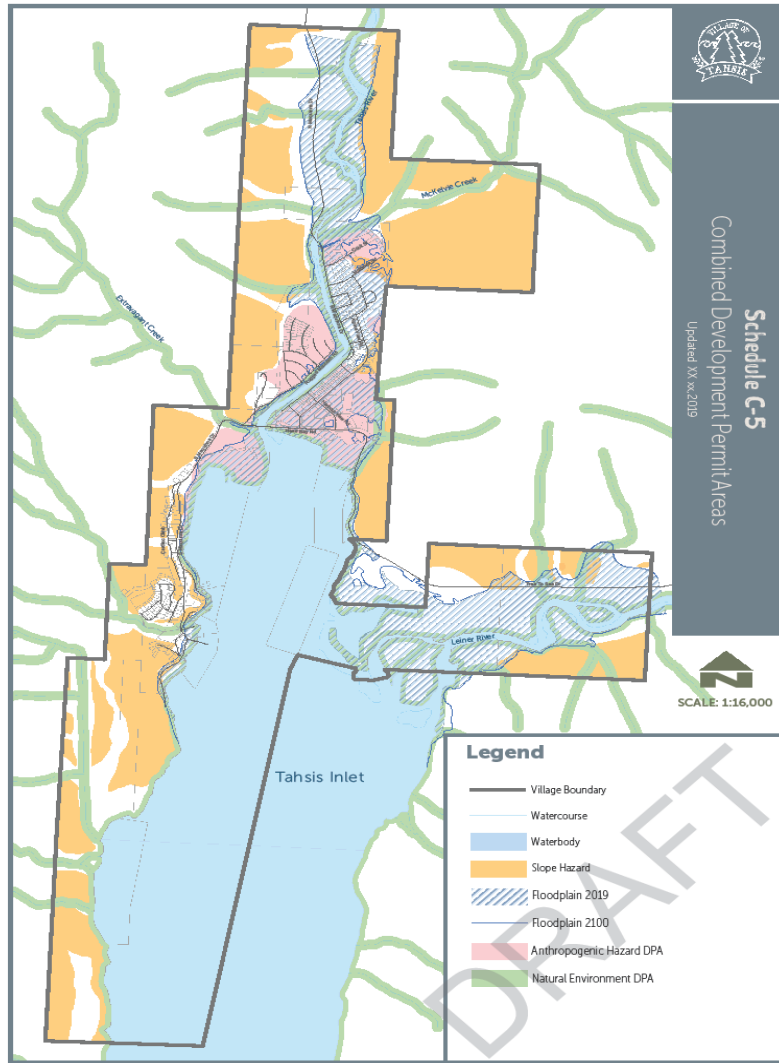 VILLAGE OF
TAHSIS
Schedule C-5
Combined Development Permit Areas
Updated XX xx,2019
Tahsis River
McKelvie Creek
Extravagant Creek
Leiner River
Tahsis Inlet
N
SCALE: 1:16,000
Legend
Village Boundary
Watercourse
Waterbody
Slope Hazard
Floodplain 2019
Floodplain 2100
Anthropogenic Hazard DPA
Natural Environment DPA
DRAFT